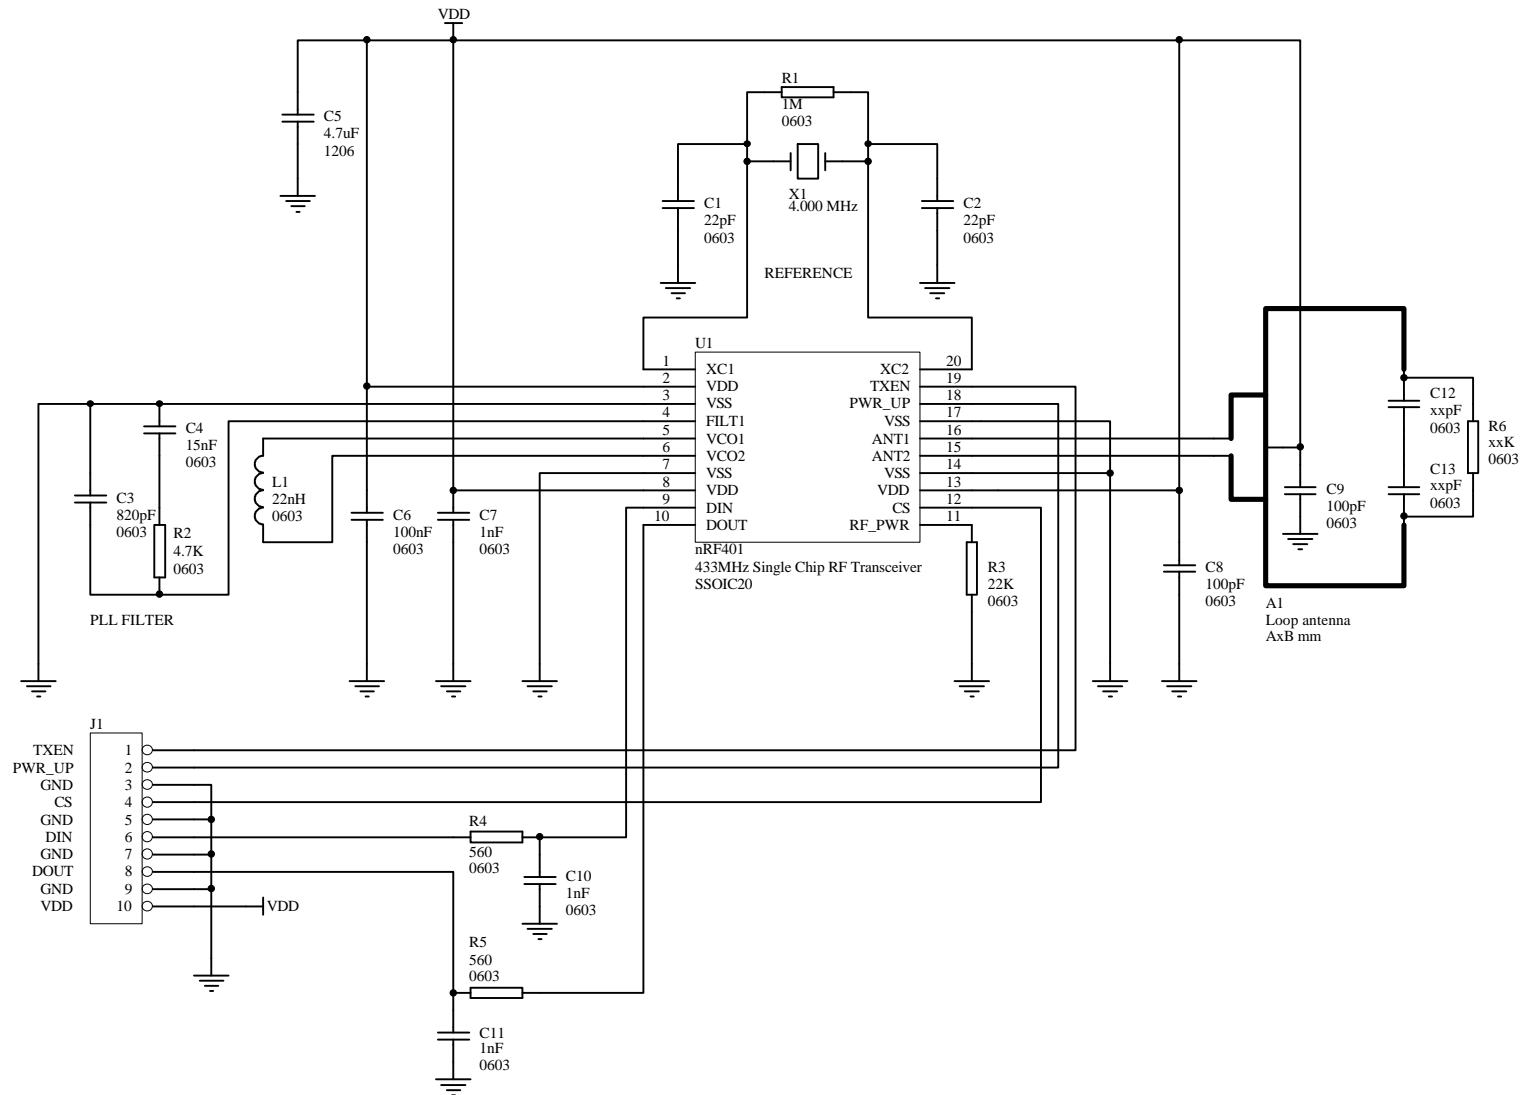 VDD
C5
4.7uF
1206
R1
1M
0603
X1
4.000 MHz
C1
22pF
0603
C2
22pF
0603
REFERENCE
U1
1 XC1
2 VDD
3 VSS
4 FILT1
5 VCO1
6 VCO2
7 VSS
8 VDD
9 DIN
10 DOUT
XC2 20
TXEN 19
PWR_UP 18
VSS 17
ANT1 16
ANT2 15
VSS 14
VDD 13
CS 12
RF_PWR 11
nRF401
433MHz Single Chip RF Transceiver
SSOIC20
C4
15nF
0603
C3
820pF
0603
R2
4.7K
0603
PLL FILTER
L1
22nH
0603
C6
100nF
0603
C7
1nF
0603
R3
22K
0603
C8
100pF
0603
C9
100pF
0603
C12
xxpF
0603
C13
xxpF
0603
R6
xxK
0603
A1
Loop antenna
AxB mm
J1
TXEN 1
PWR_UP 2
GND 3
CS 4
GND 5
DIN 6
GND 7
DOUT 8
GND 9
VDD 10
VDD
R4
560
0603
C10
1nF
0603
R5
560
0603
C11
1nF
0603